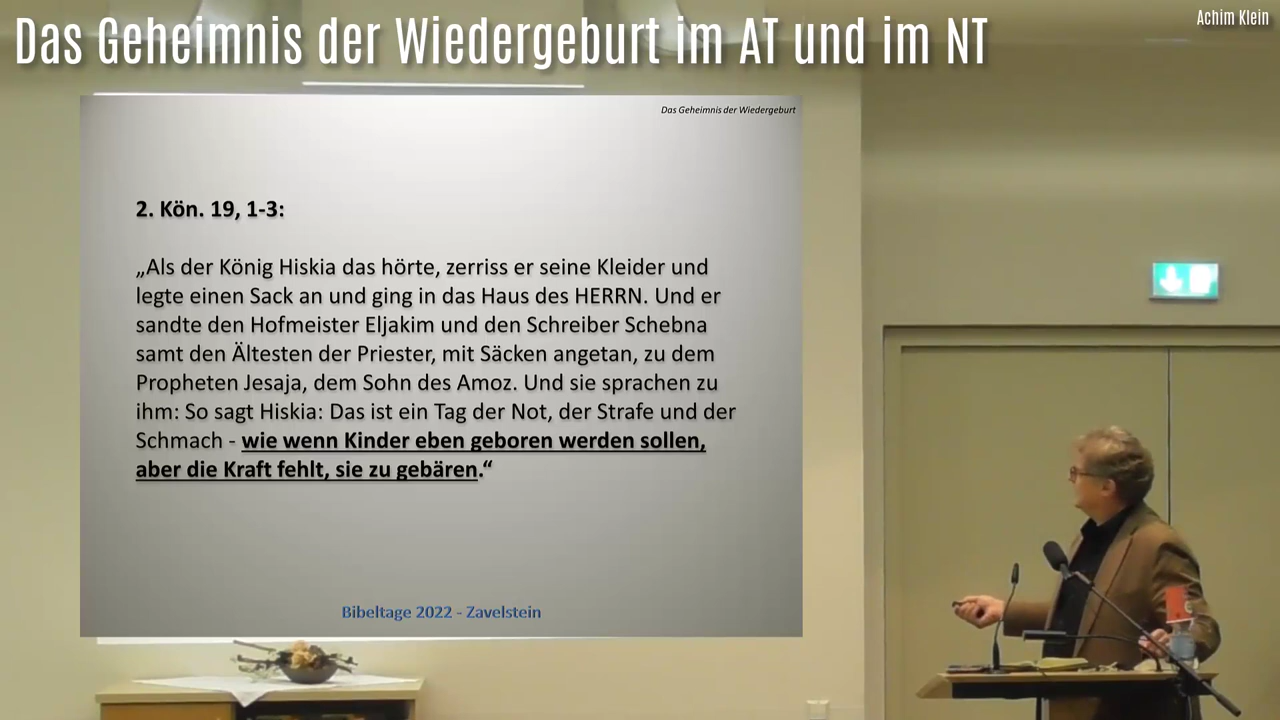 Das Geheimnis der Wiedergeburt im AT und im NT
Achim Klein
Das Geheimnis der Wiedergeburt
2. Kön. 19, 1-3:
„Als der König Hiskia das hörte, zerriss er seine Kleider und
legte einen Sack an und ging in das Haus des HERRN. Und er
sandte den Hofmeister Eljakim und den Schreiber Schebna
samt den Ältesten der Priester, mit Säcken angetan, zu dem
Propheten Jesaja, dem Sohn des Amoz. Und sie sprachen zu
ihm: So sagt Hiskia: Das ist ein Tag der Not, der Strafe und der
Schmach - wie wenn Kinder eben geboren werden sollen,
aber die Kraft fehlt, sie zu gebären.“
Bibeltage 2022 - Zavelstein